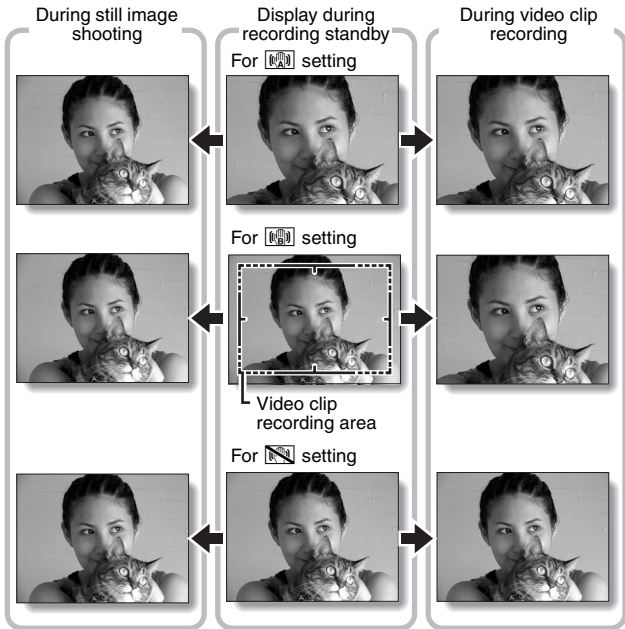 During still image
shooting
Display during
recording standby
During video clip
recording
For A setting
For B setting
Video clip
recording area
For setting